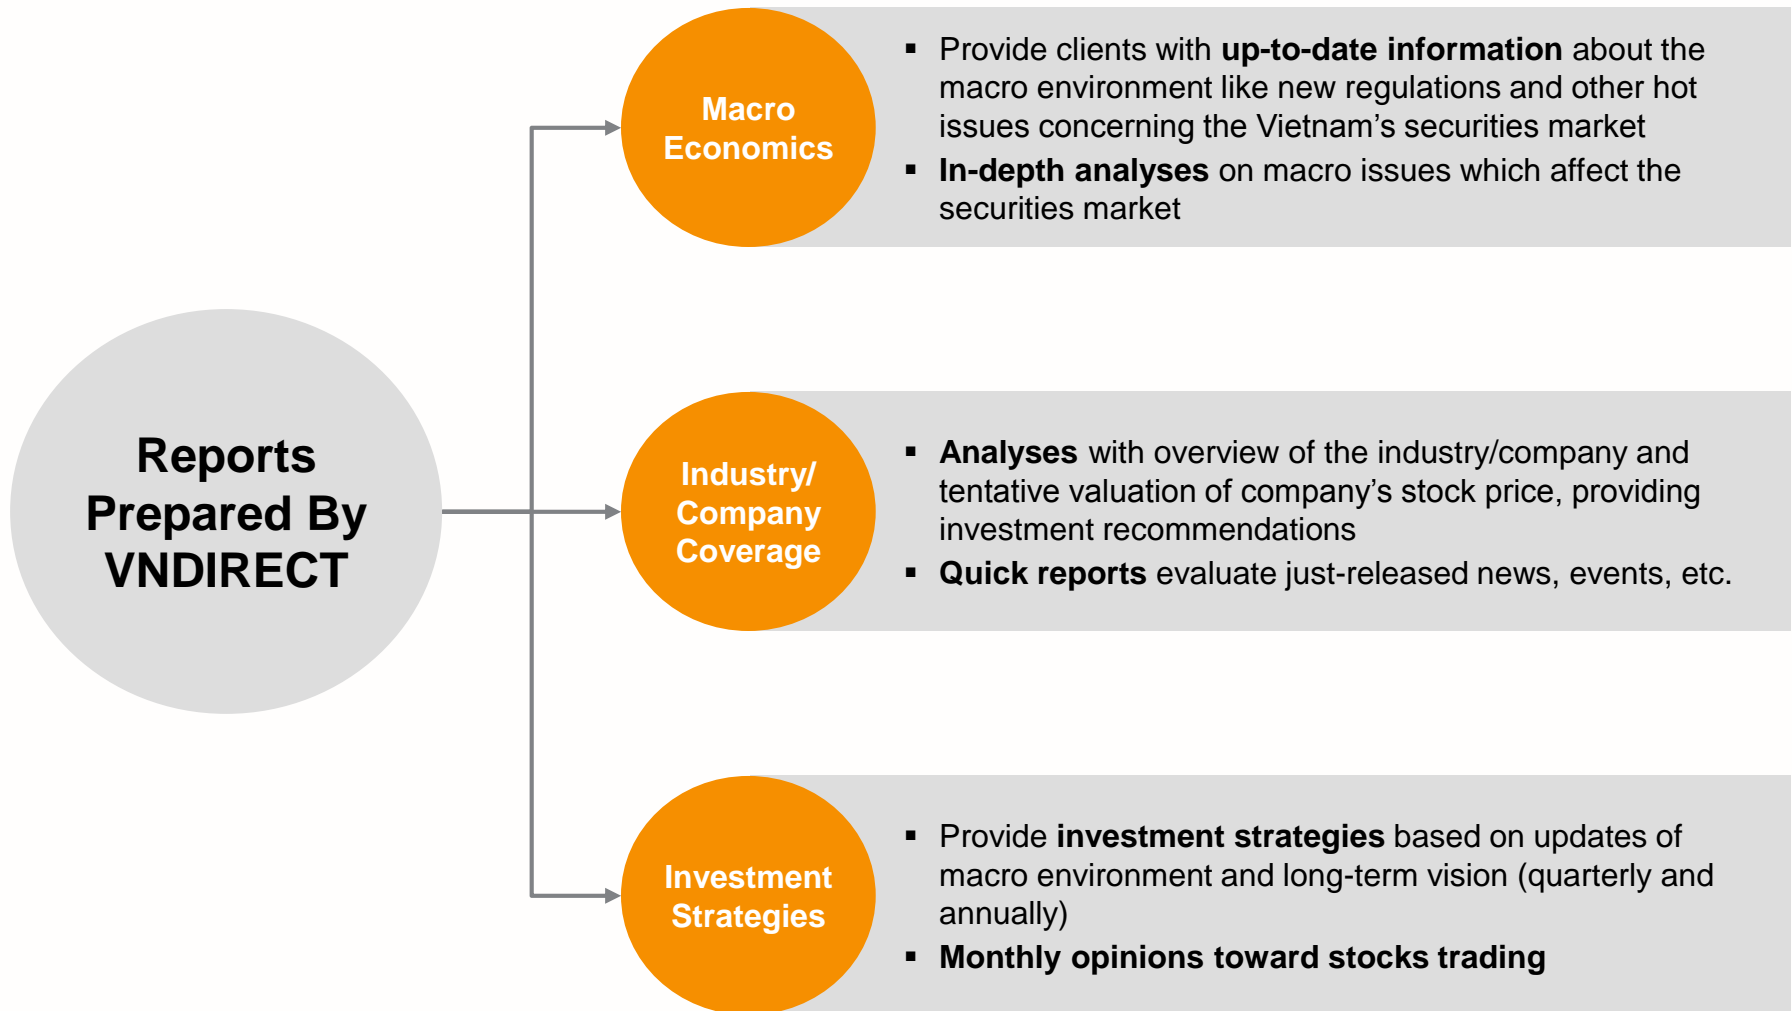 Reports
Prepared By
VNDIRECT
Macro
Economics
▪ Provide clients with up-to-date information about the
macro environment like new regulations and other hot
issues concerning the Vietnam’s securities market
▪ In-depth analyses on macro issues which affect the
securities market
Industry/
Company
Coverage
▪ Analyses with overview of the industry/company and
tentative valuation of company’s stock price, providing
investment recommendations
▪ Quick reports evaluate just-released news, events, etc.
Investment
Strategies
▪ Provide investment strategies based on updates of
macro environment and long-term vision (quarterly and
annually)
▪ Monthly opinions toward stocks trading